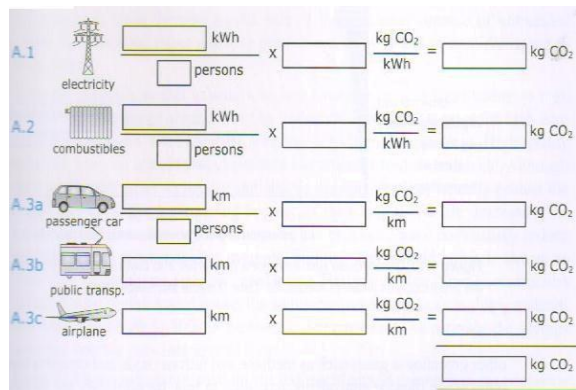 A.1 electricity kWh persons x kg CO₂ kWh = kg CO₂
A.2 combustibles kWh persons x kg CO₂ kWh = kg CO₂
A.3a passenger car km persons x kg CO₂ km = kg CO₂
A.3b public transp. km x kg CO₂ km = kg CO₂
A.3c airplane km x kg CO₂ km = kg CO₂
kg CO₂